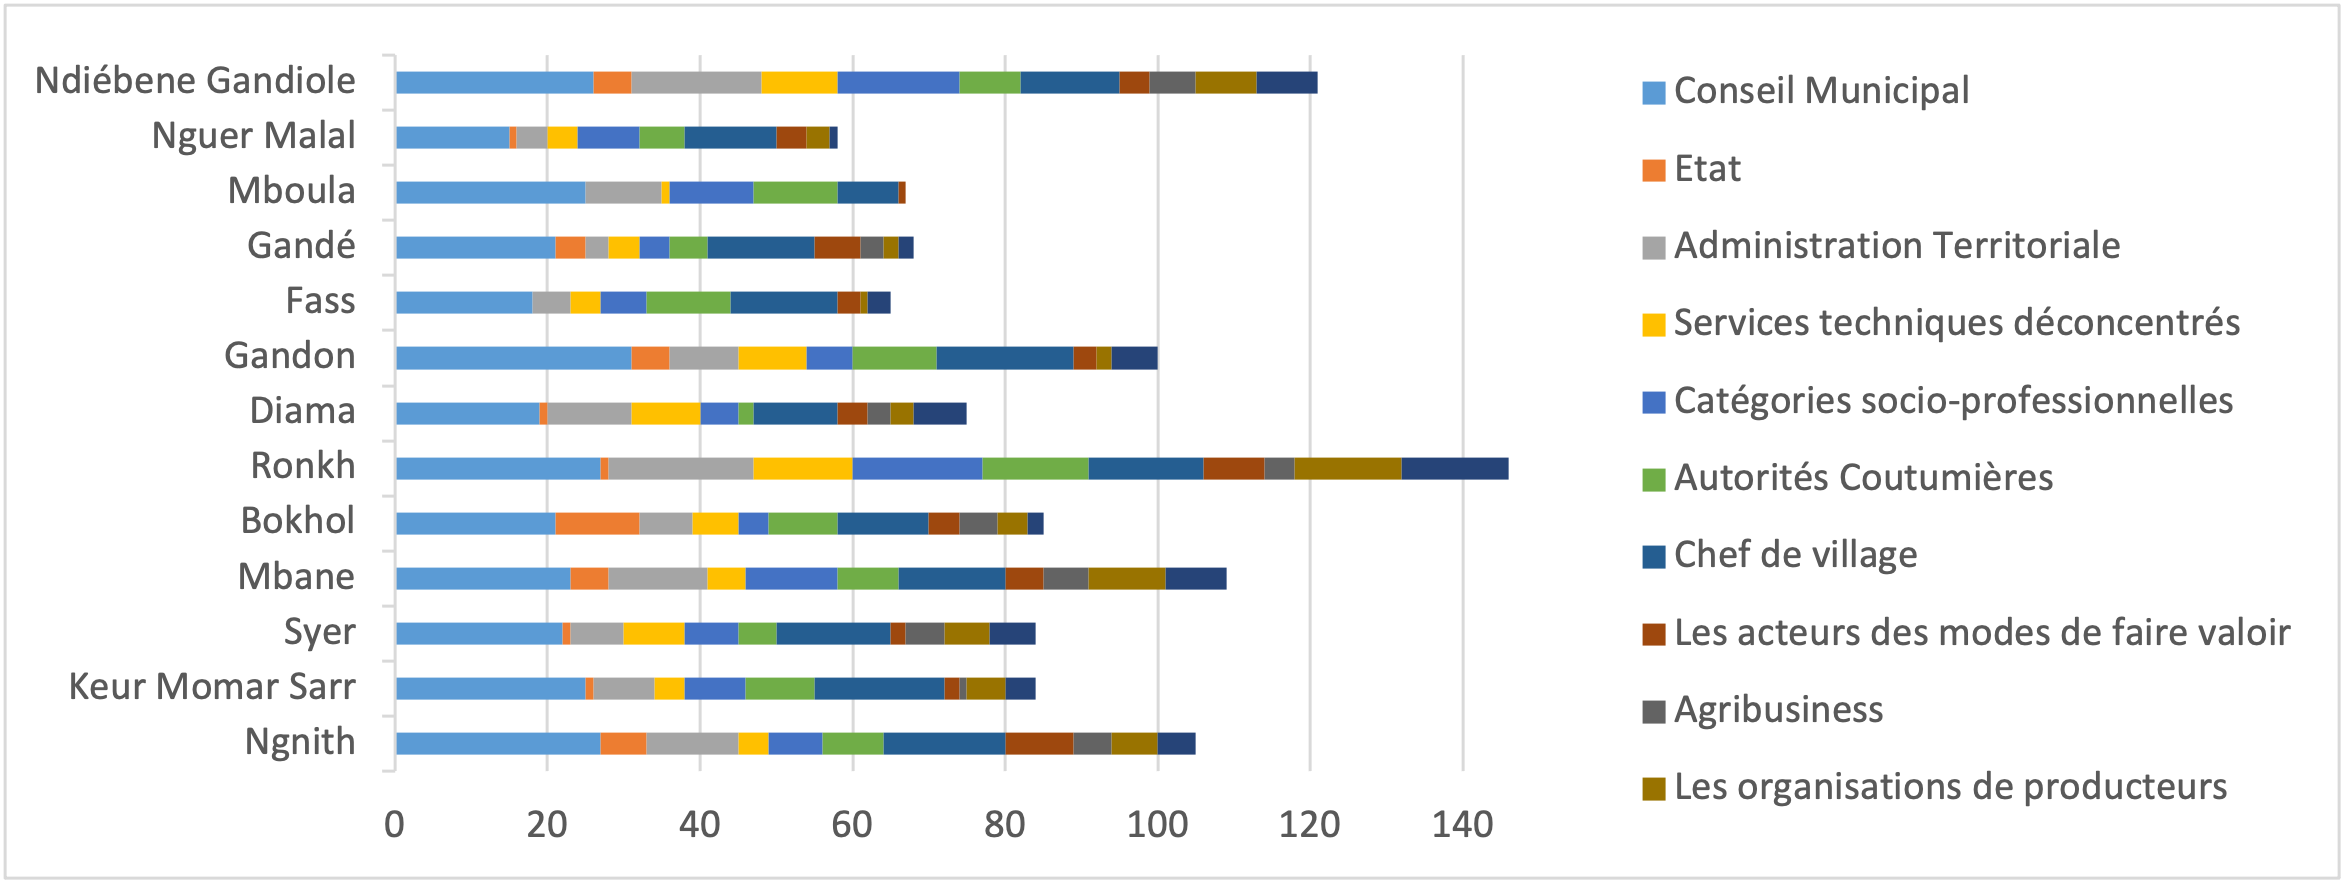 Ndiébene Gandiole
Nguer Malal
Mboula
Gandé
Fass
Gandon
Diama
Ronkh
Bokhol
Mbane
Syer
Keur Momar Sarr
Ngnith
0 20 40 60 80 100 120 140
Conseil Municipal
Etat
Administration Territoriale
Services techniques déconcentrés
Catégories socio-professionnelles
Autorités Coutumières
Chef de village
Les acteurs des modes de faire valoir
Agribusiness
Les organisations de producteurs